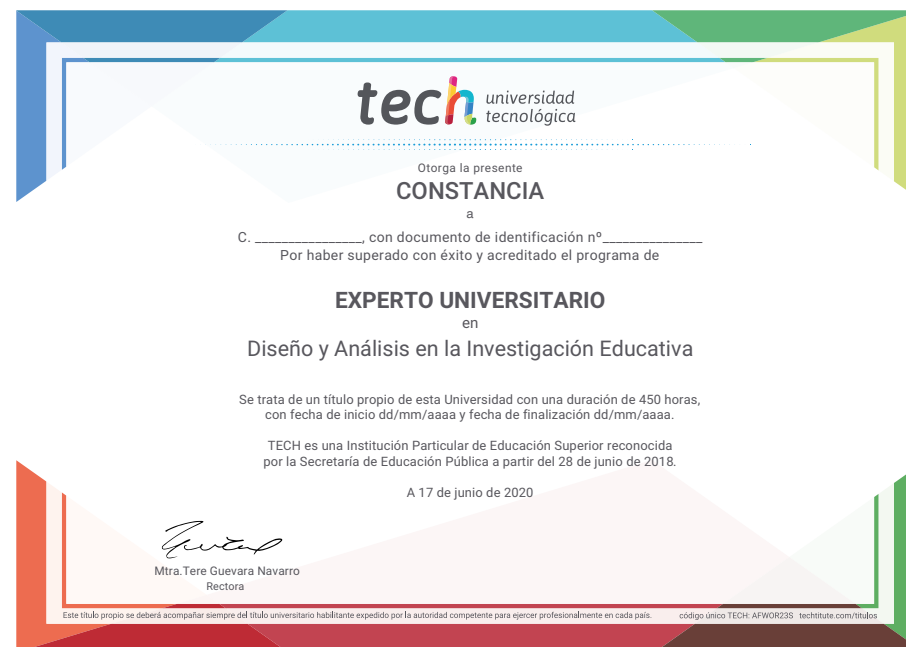 tech universidad
tecnológica
Otorga la presente
CONSTANCIA
a
C. ________________, con documento de identificación nº_______________
Por haber superado con éxito y acreditado el programa de
EXPERTO UNIVERSITARIO
en
Diseño y Análisis en la Investigación Educativa
Se trata de un título propio de esta Universidad con una duración de 450 horas,
con fecha de inicio dd/mm/aaaa y fecha de finalización dd/mm/aaaa.
TECH es una Institución Particular de Educación Superior reconocida
por la Secretaría de Educación Pública a partir del 28 de junio de 2018.
A 17 de junio de 2020
Mtra.Tere Guevara Navarro
Rectora
Este título propio se deberá acompañar siempre del título universitario habilitante expedido por la autoridad competente para ejercer profesionalmente en cada país. código único TECH: AFWOR23S techtitute.com/títulos